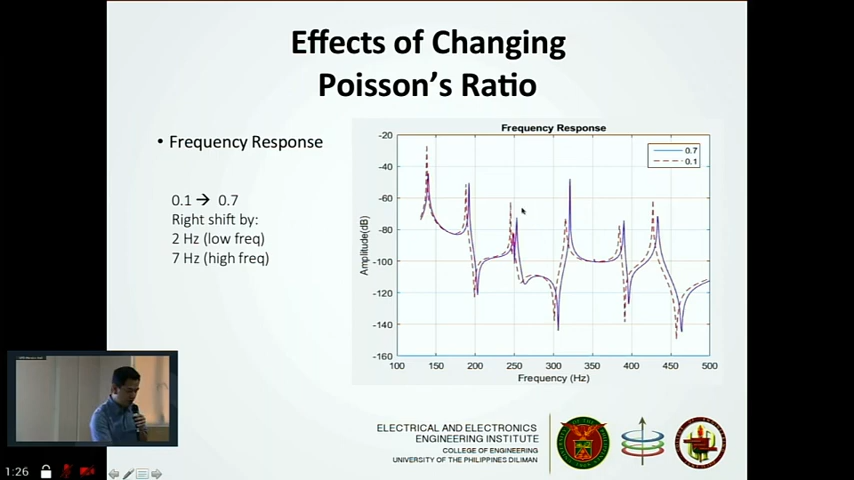 Effects of Changing
Poisson's Ratio
• Frequency Response
0.1 → 0.7
Right shift by:
2 Hz (low freq)
7 Hz (high freq)
Frequency Response
0.7
0.1
Amplitude(dB)
-20
-40
-60
-80
-100
-120
-140
-160
100 150 200 250 300 350 400 450 500
Frequency (Hz)
ELECTRICAL AND ELECTRONICS
ENGINEERING INSTITUTE
COLLEGE OF ENGINEERING
UNIVERSITY OF THE PHILIPPINES DILIMAN
1:26